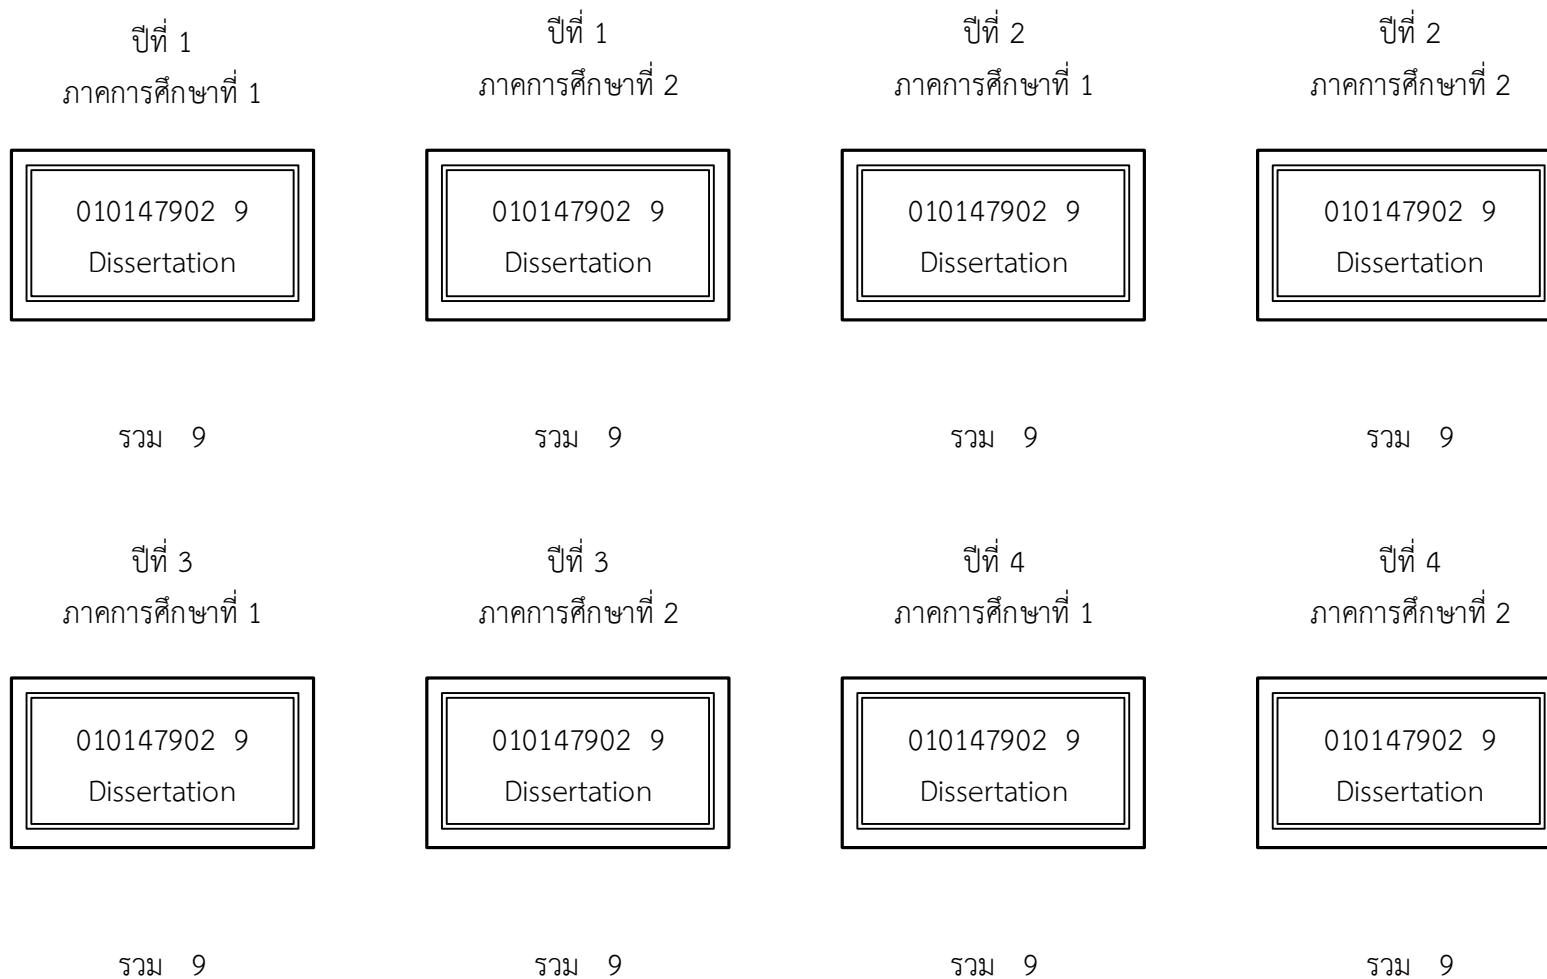 ปีที่ 1
ภาคการศึกษาที่ 1
010147902 9
Dissertation
รวม 9
ปีที่ 1
ภาคการศึกษาที่ 2
010147902 9
Dissertation
รวม 9
ปีที่ 2
ภาคการศึกษาที่ 1
010147902 9
Dissertation
รวม 9
ปีที่ 2
ภาคการศึกษาที่ 2
010147902 9
Dissertation
รวม 9
ปีที่ 3
ภาคการศึกษาที่ 1
010147902 9
Dissertation
รวม 9
ปีที่ 3
ภาคการศึกษาที่ 2
010147902 9
Dissertation
รวม 9
ปีที่ 4
ภาคการศึกษาที่ 1
010147902 9
Dissertation
รวม 9
ปีที่ 4
ภาคการศึกษาที่ 2
010147902 9
Dissertation
รวม 9